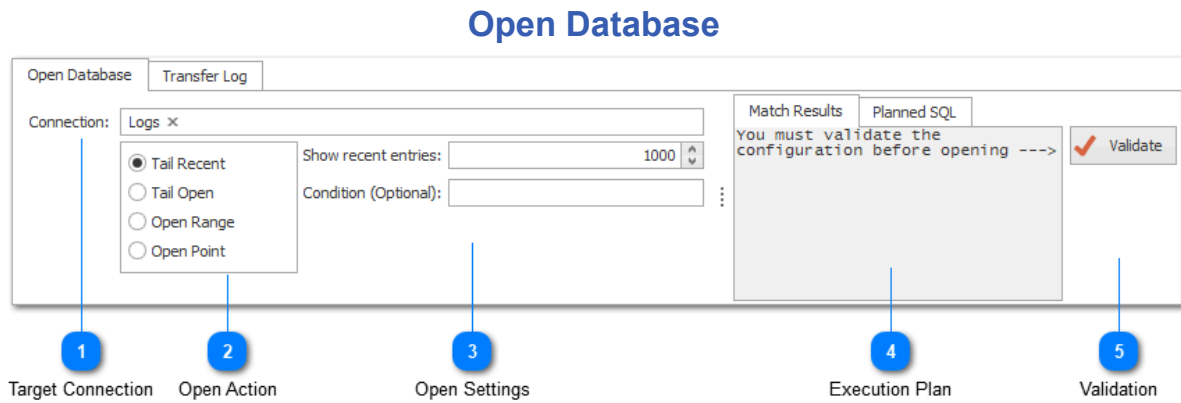 Open Database
Open Database
Transfer Log
Connection:
Logs ×
Tail Recent
Tail Open
Open Range
Open Point
Show recent entries:
1000
Condition (Optional):
Match Results
Planned SQL
You must validate the
configuration before opening --->
Validate
1
2
3
4
5
Target Connection
Open Action
Open Settings
Execution Plan
Validation